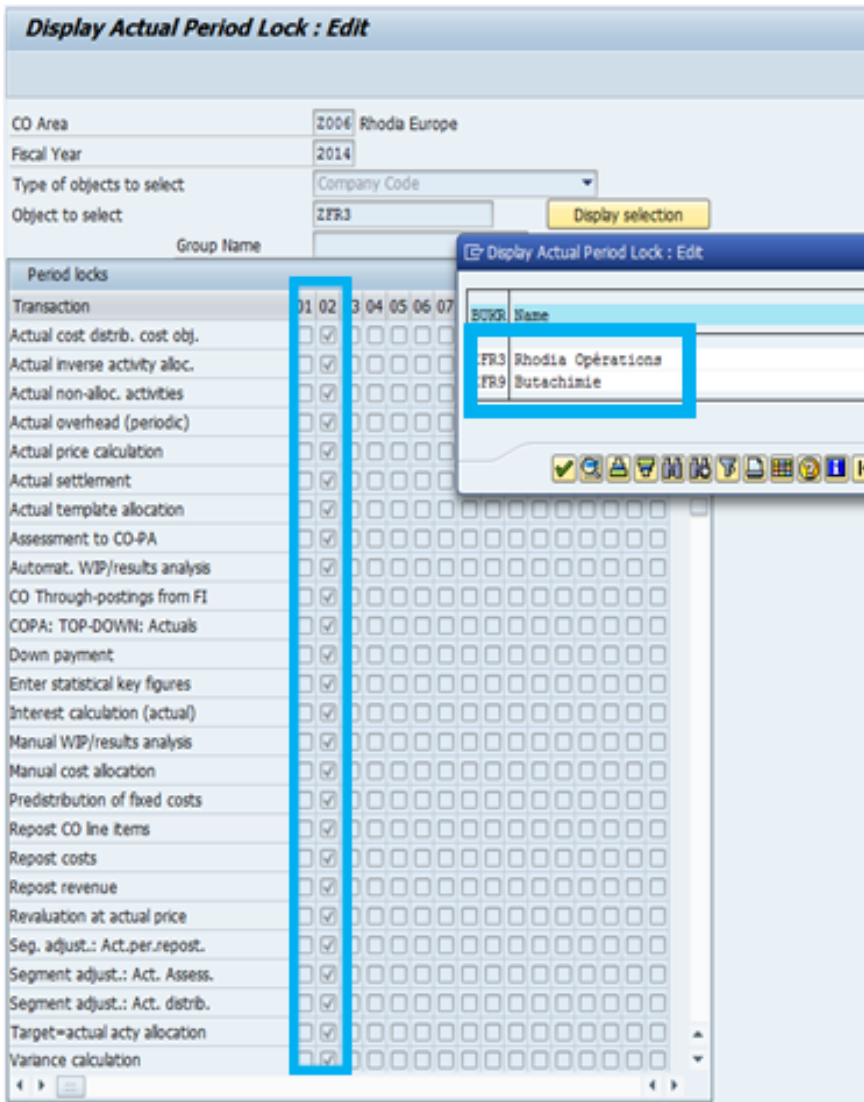 Display Actual Period Lock : Edit
CO Area Z006 Rhodia Europe
Fiscal Year 2014
Type of objects to select Company Code
Object to select ZFR3 Display selection
Group Name
Display Actual Period Lock : Edit
BUKR Name
ZFR3 Rhodia Opérations
ZFR9 Butachimie
Period locks
Transaction 01 02 3 04 05 06 07
Actual cost distrib. cost obj.
Actual inverse activity alloc.
Actual non-alloc. activities
Actual overhead (periodic)
Actual price calculation
Actual settlement
Actual template allocation
Assessment to CO-PA
Automat. WIP/results analysis
CO Through-postings from FI
COPA: TOP-DOWN: Actuals
Down payment
Enter statistical key figures
Interest calculation (actual)
Manual WIP/results analysis
Manual cost allocation
Predistribution of fixed costs
Repost CO line items
Repost costs
Repost revenue
Revaluation at actual price
Seg. adjust.: Act.per.repost.
Segment adjust.: Act. Assess.
Segment adjust.: Act. distrib.
Target=actual acty allocation
Variance calculation